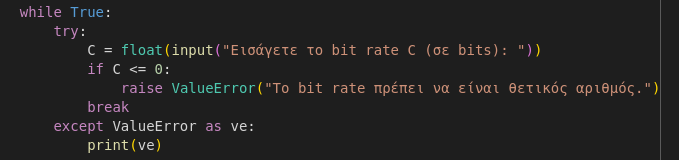 while True:
    try:
        C = float(input("Εισάγετε το bit rate C (σε bits): "))
        if C <= 0:
            raise ValueError("Το bit rate πρέπει να είναι θετικός αριθμός.")
        break
    except ValueError as ve:
        print(ve)